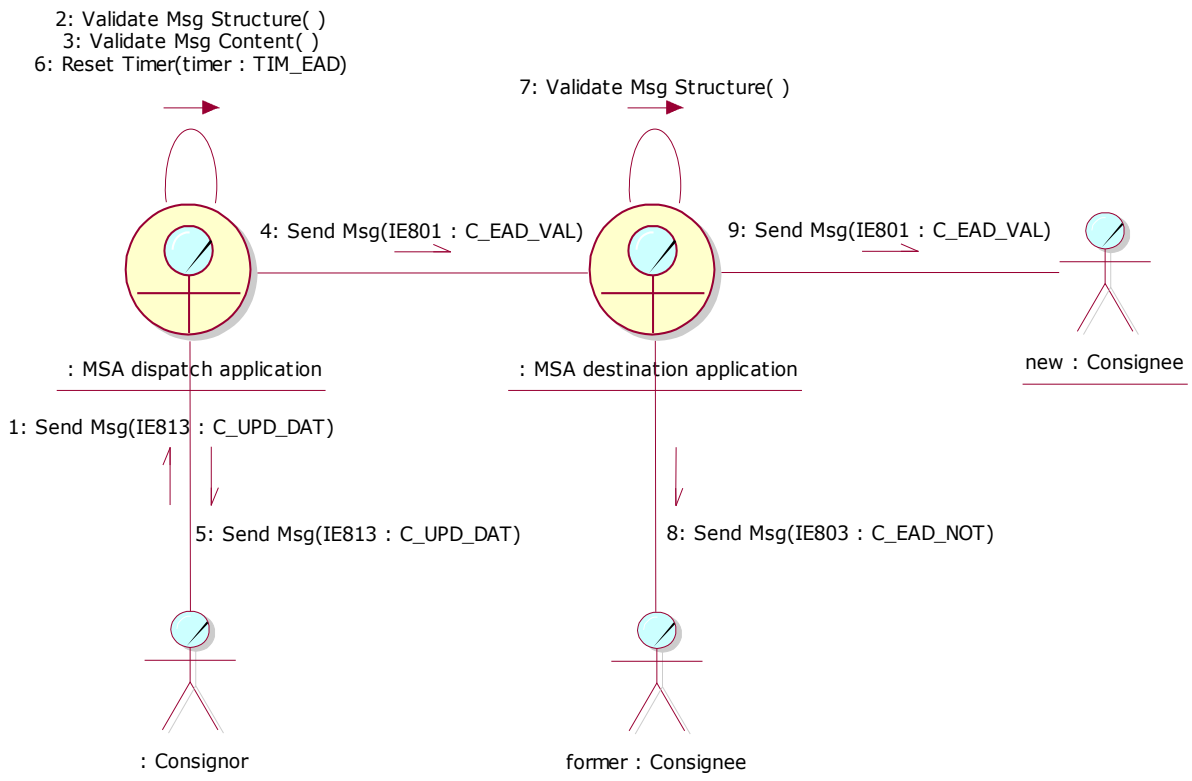 2: Validate Msg Structure( )
3: Validate Msg Content( )
6: Reset Timer(timer : TIM_EAD)
7: Validate Msg Structure( )
4: Send Msg(IE801 : C_EAD_VAL)
9: Send Msg(IE801 : C_EAD_VAL)
: MSA dispatch application
: MSA destination application
new : Consignee
1: Send Msg(IE813 : C_UPD_DAT)
5: Send Msg(IE813 : C_UPD_DAT)
8: Send Msg(IE803 : C_EAD_NOT)
: Consignor
former : Consignee